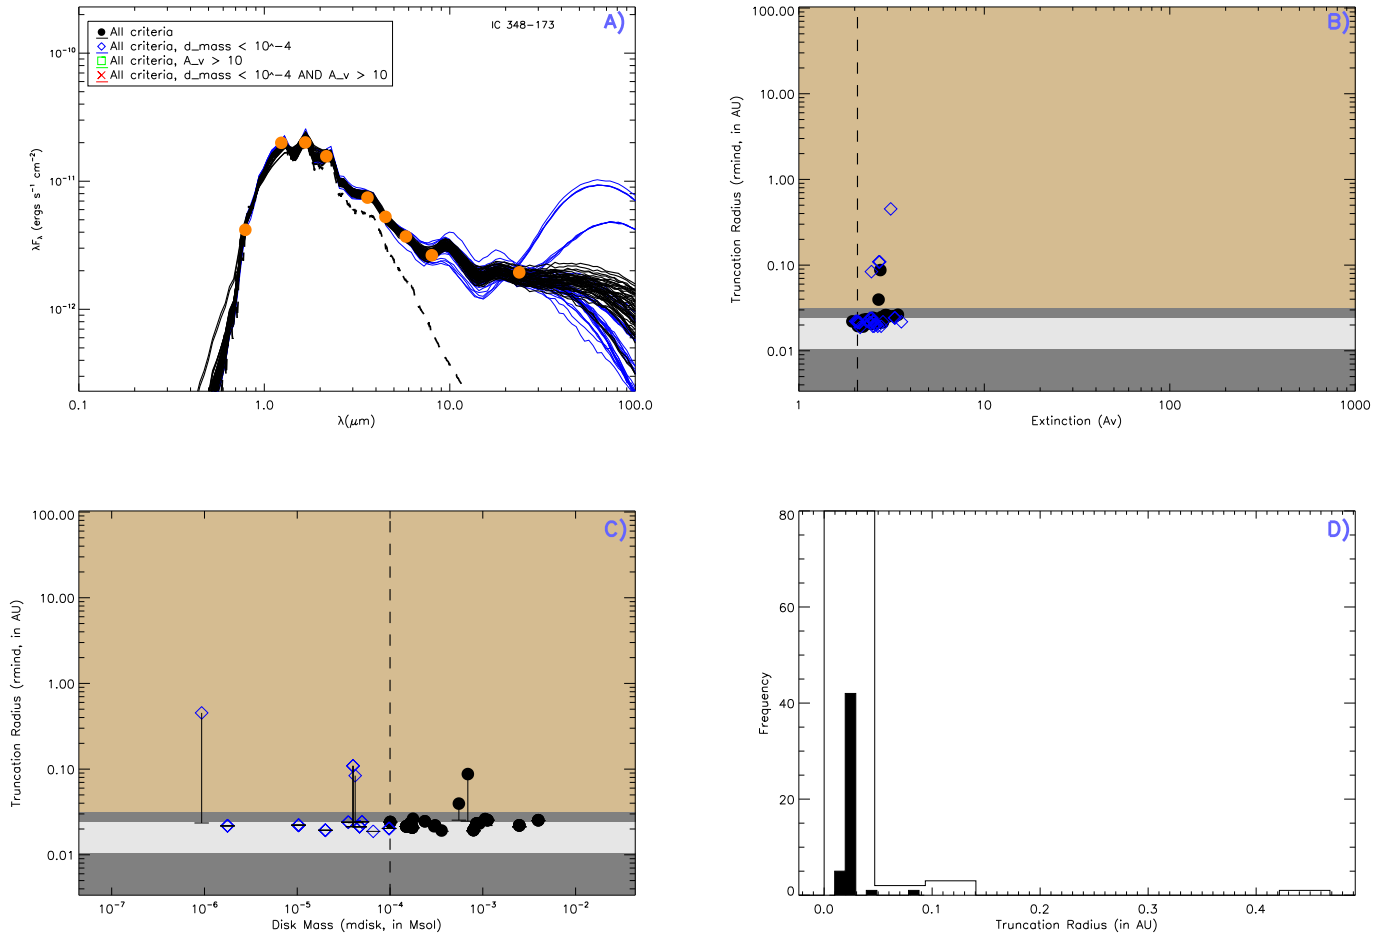 A)
IC 348-173
All criteria
All criteria, d_mass < 10^-4
All criteria, A_v > 10
All criteria, d_mass < 10^-4 AND A_v > 10
10⁻¹⁰
10⁻¹¹
10⁻¹²
λFλ (ergs s⁻¹ cm⁻²)
0.1 1.0 10.0 100.0
λ(μm)
B)
100.00
10.00
1.00
0.10
0.01
Truncation Radius (rmind, in AU)
1 10 100 1000
Extinction (Av)
C)
100.00
10.00
1.00
0.10
0.01
Truncation Radius (rmind, in AU)
10⁻⁷ 10⁻⁶ 10⁻⁵ 10⁻⁴ 10⁻³ 10⁻²
Disk Mass (mdisk, in Msol)
D)
80
60
40
20
0
Frequency
0.0 0.1 0.2 0.3 0.4
Truncation Radius (in AU)